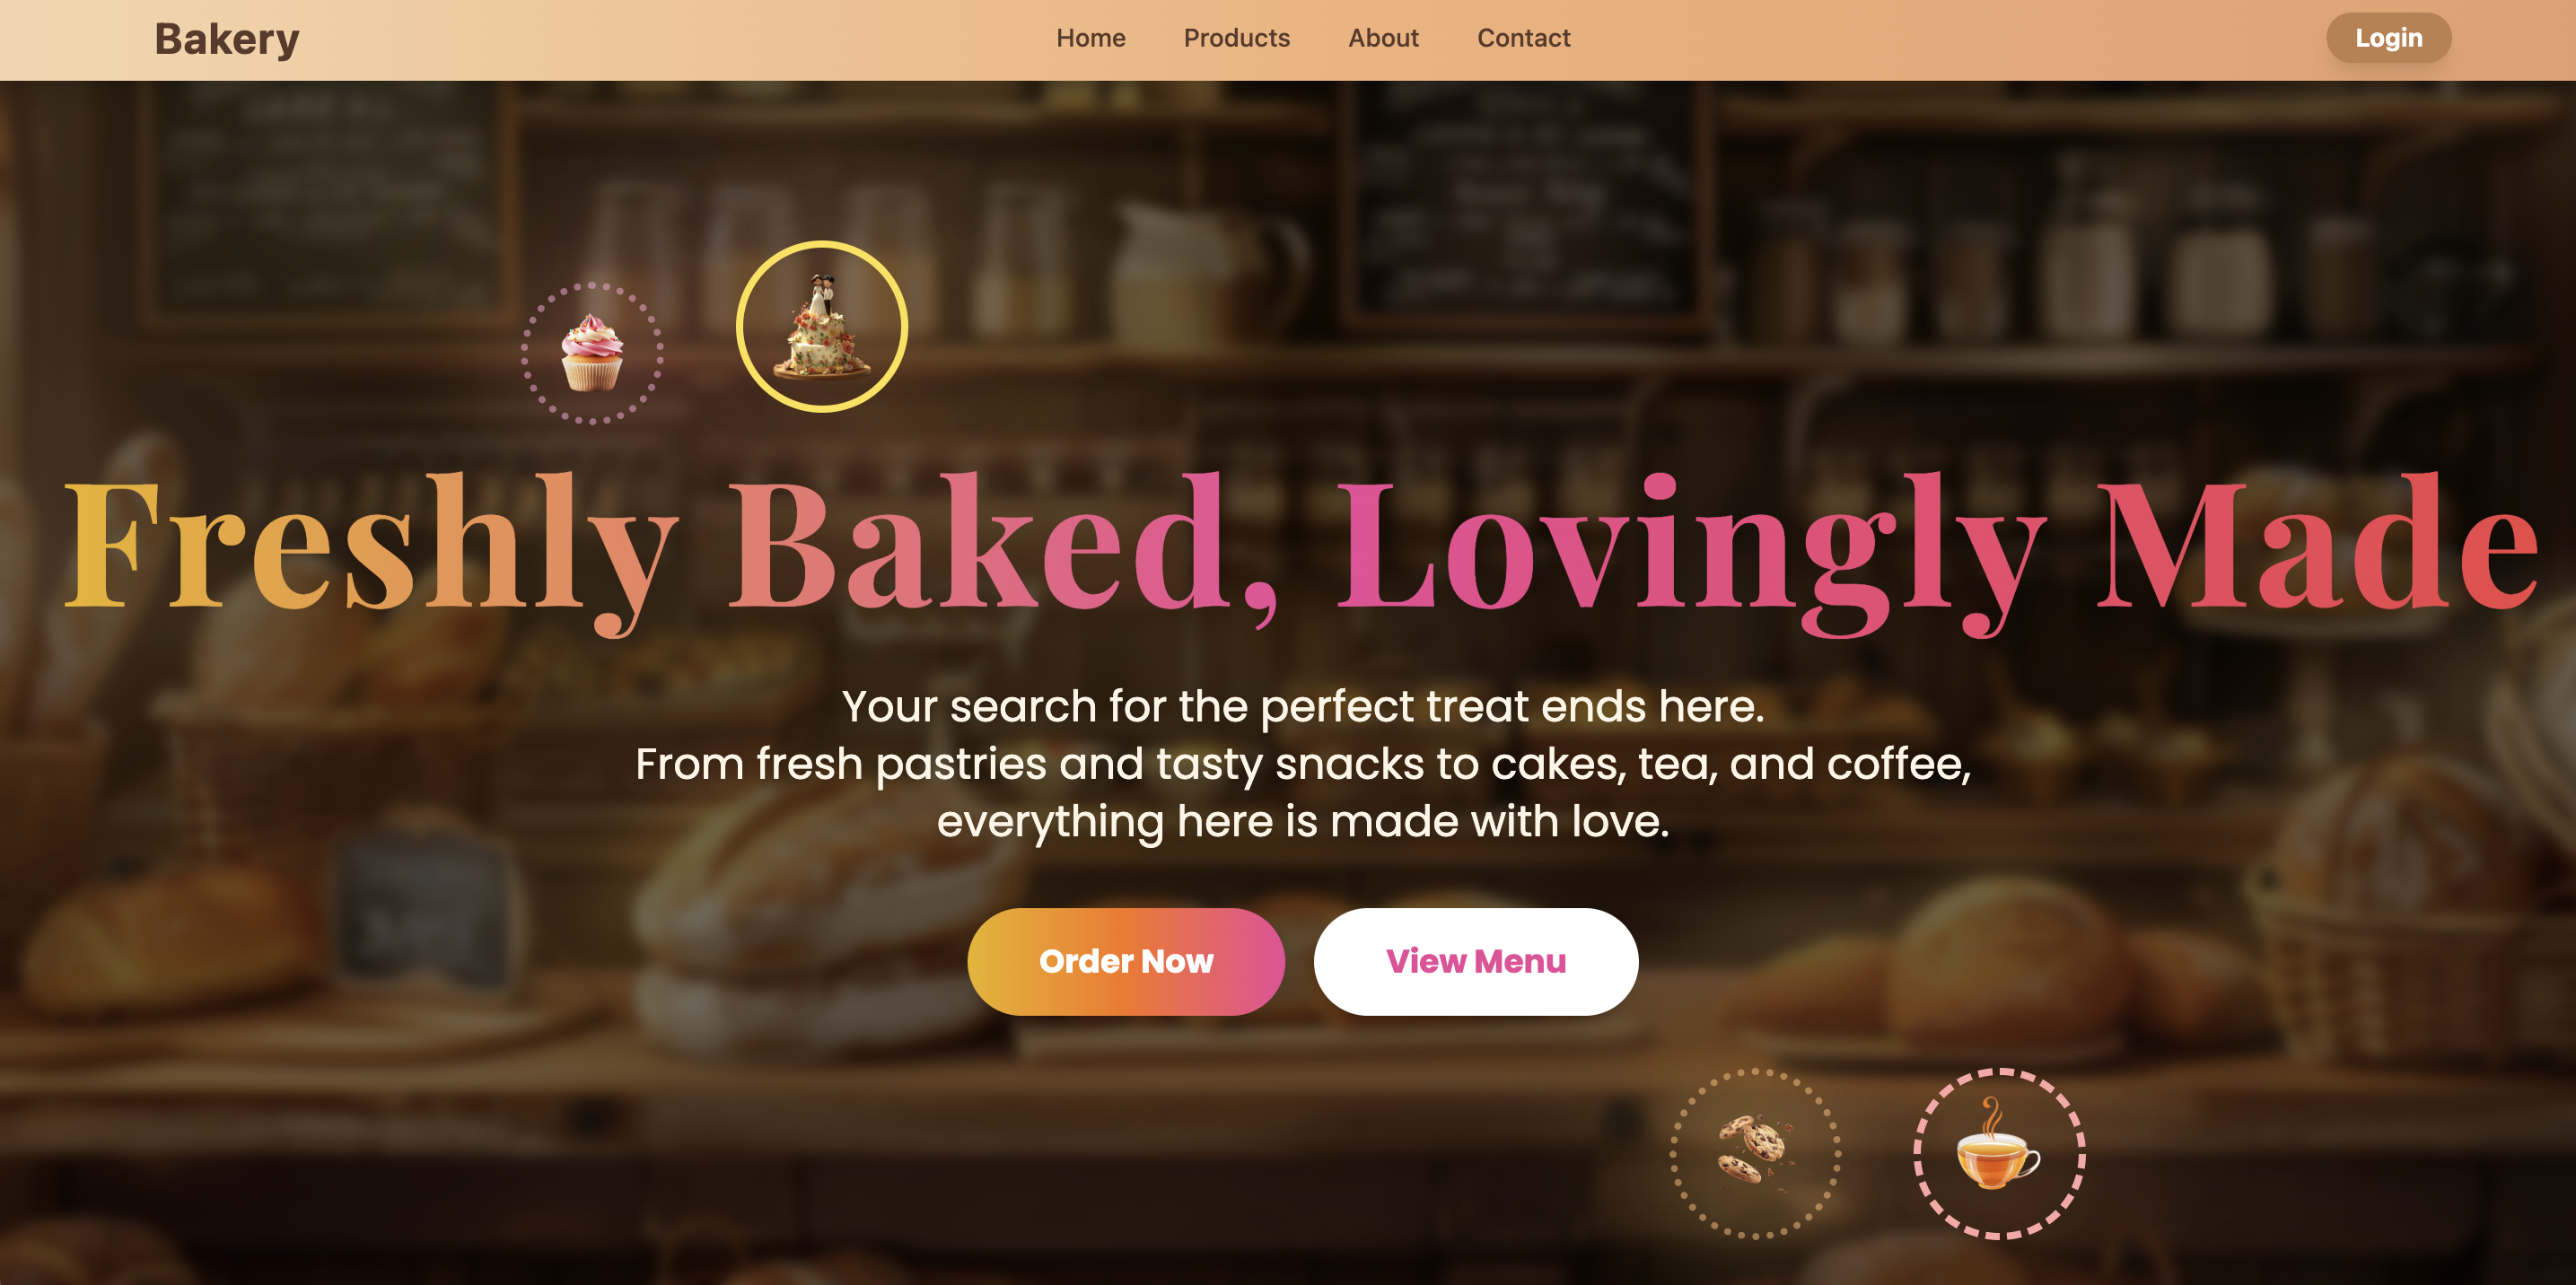 Bakery
Home Products About Contact
Login
Freshly Baked, Lovingly Made
Your search for the perfect treat ends here.
From fresh pastries and tasty snacks to cakes, tea, and coffee,
everything here is made with love.
Order Now
View Menu